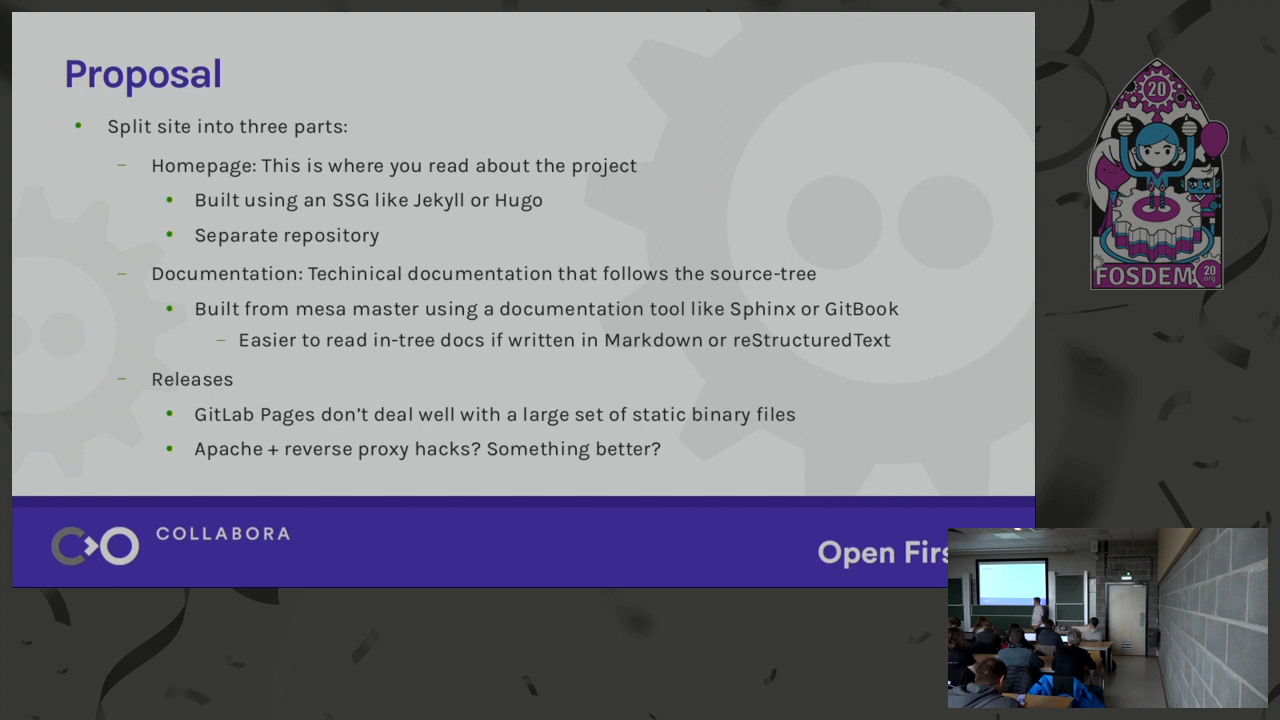 Proposal
• Split site into three parts:
– Homepage: This is where you read about the project
• Built using an SSG like Jekyll or Hugo
• Separate repository
– Documentation: Techinical documentation that follows the source-tree
• Built from mesa master using a documentation tool like Sphinx or GitBook
– Easier to read in-tree docs if written in Markdown or reStructuredText
– Releases
• GitLab Pages don’t deal well with a large set of static binary files
• Apache + reverse proxy hacks? Something better?
COLLABORA
Open Firs
20
FOSDEM
20
org